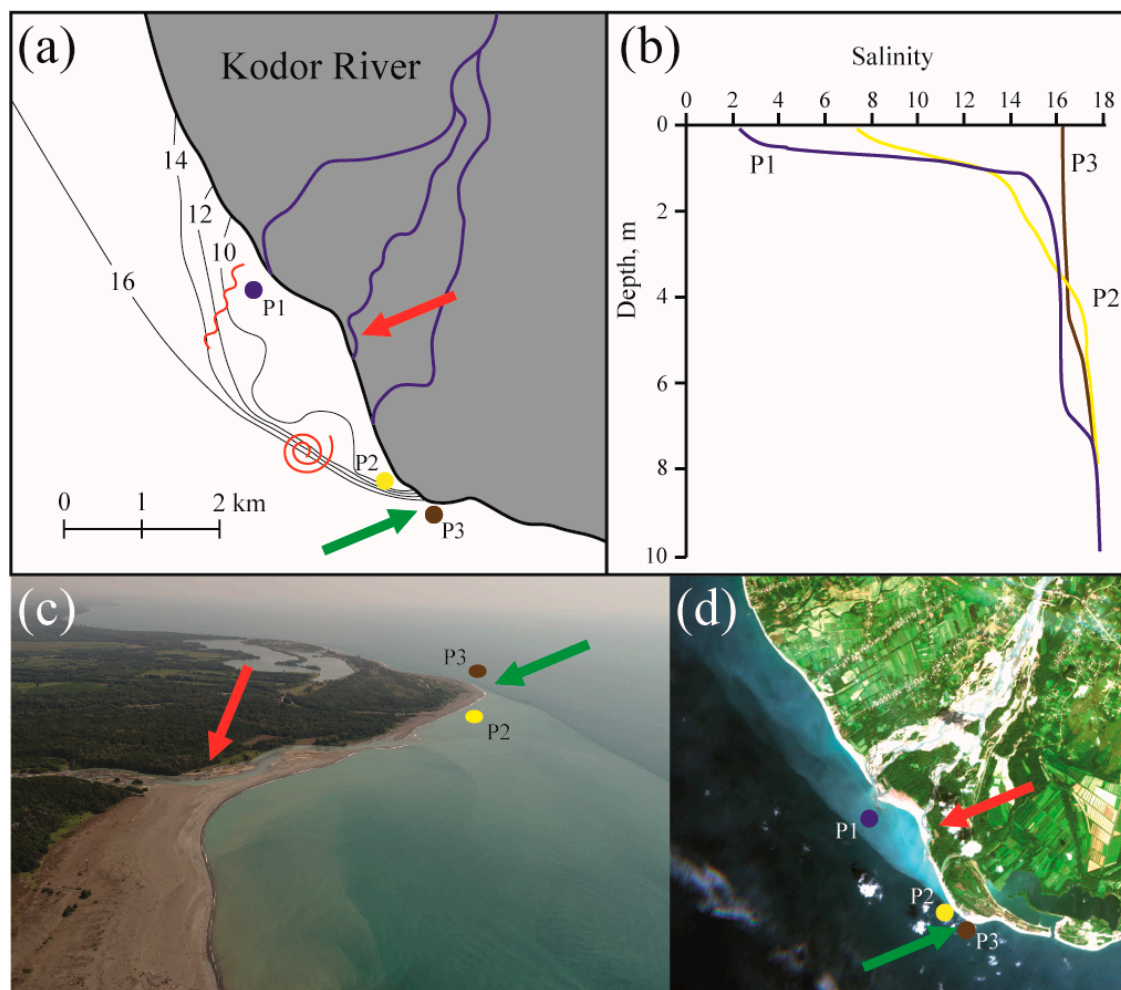 (a)
Kodor River
14
12
10
16
P1
P2
P3
0 1 2 km
(b)
Salinity
0 2 4 6 8 10 12 14 16 18
0
2
4
6
8
10
Depth, m
P1
P3
P2
(c)
P3
P2
(d)
P1
P2
P3